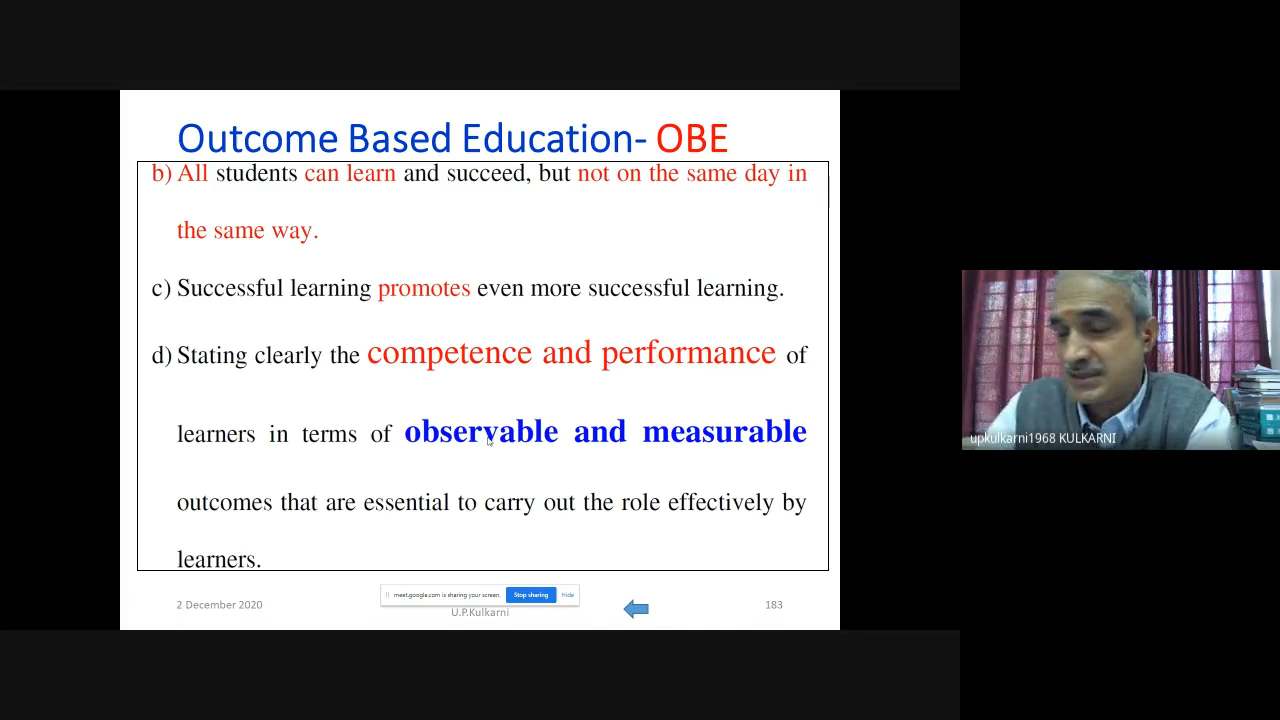 Outcome Based Education- OBE
b) All students can learn and succeed, but not on the same day in
the same way.
c) Successful learning promotes even more successful learning.
d) Stating clearly the competence and performance of
learners in terms of observable and measurable
outcomes that are essential to carry out the role effectively by
learners.
meet.google.com is sharing your screen. Stop sharing Hide
2 December 2020 U.P.Kulkarni 183
upkulkarni1968 KULKARNI